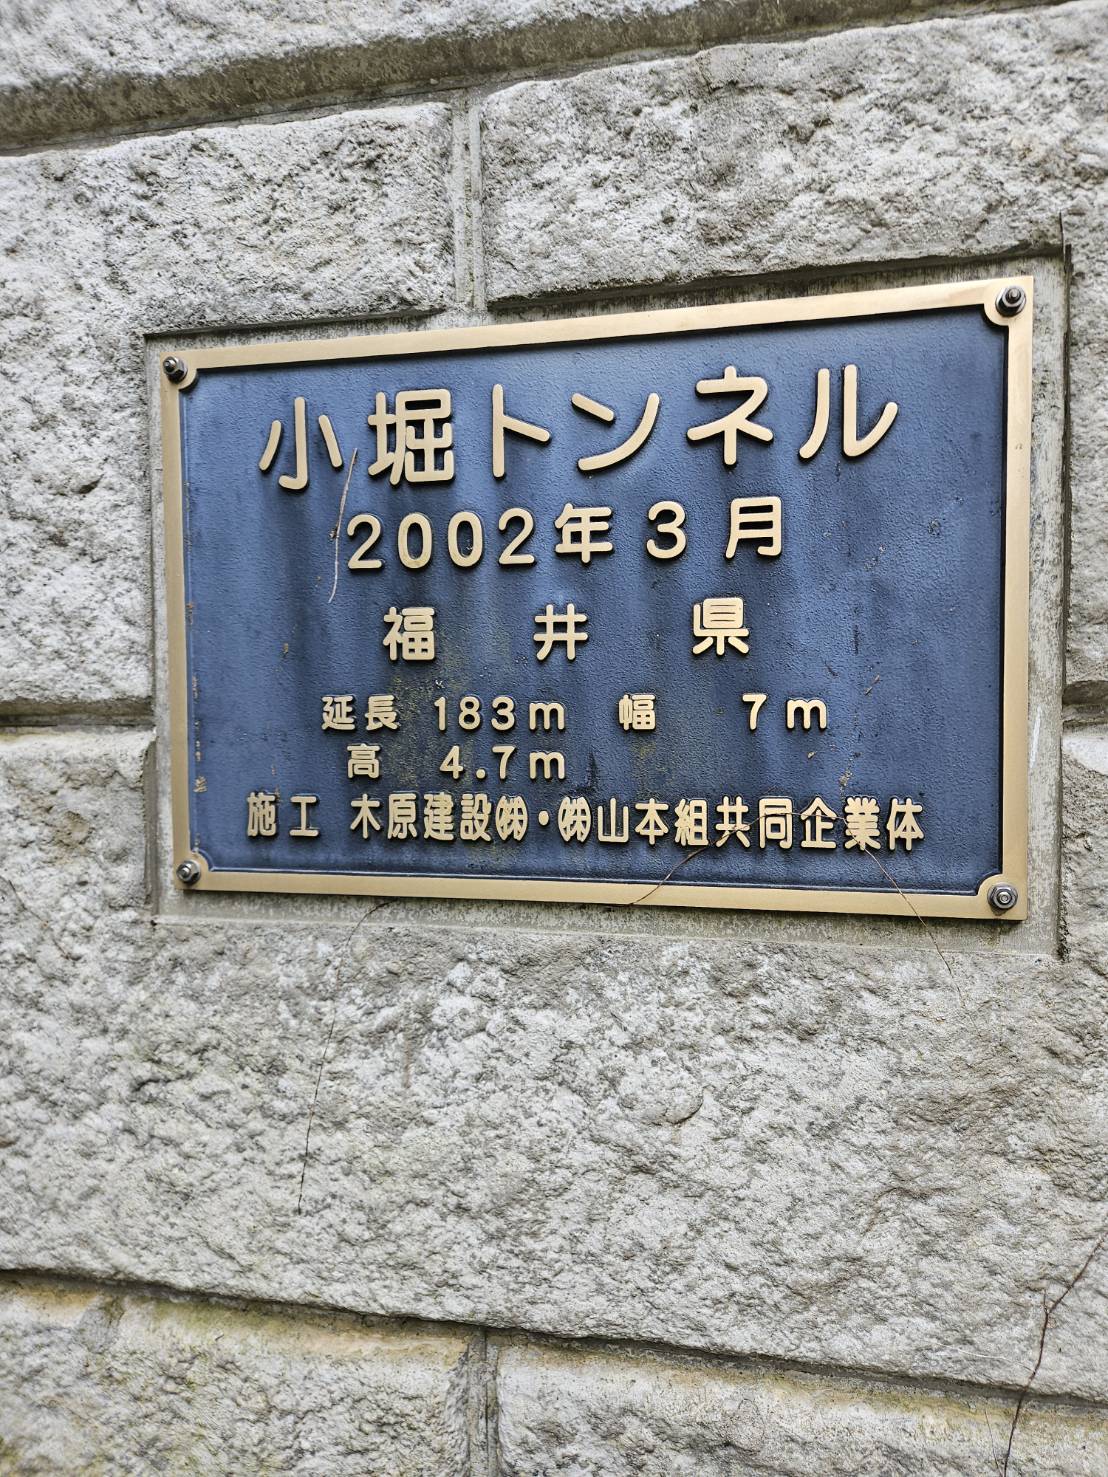 小堀トンネル
2002年3月
福井県
延長 183m 幅 7m
高 4.7m
施工 木原建設㈱・㈱山本組共同企業体